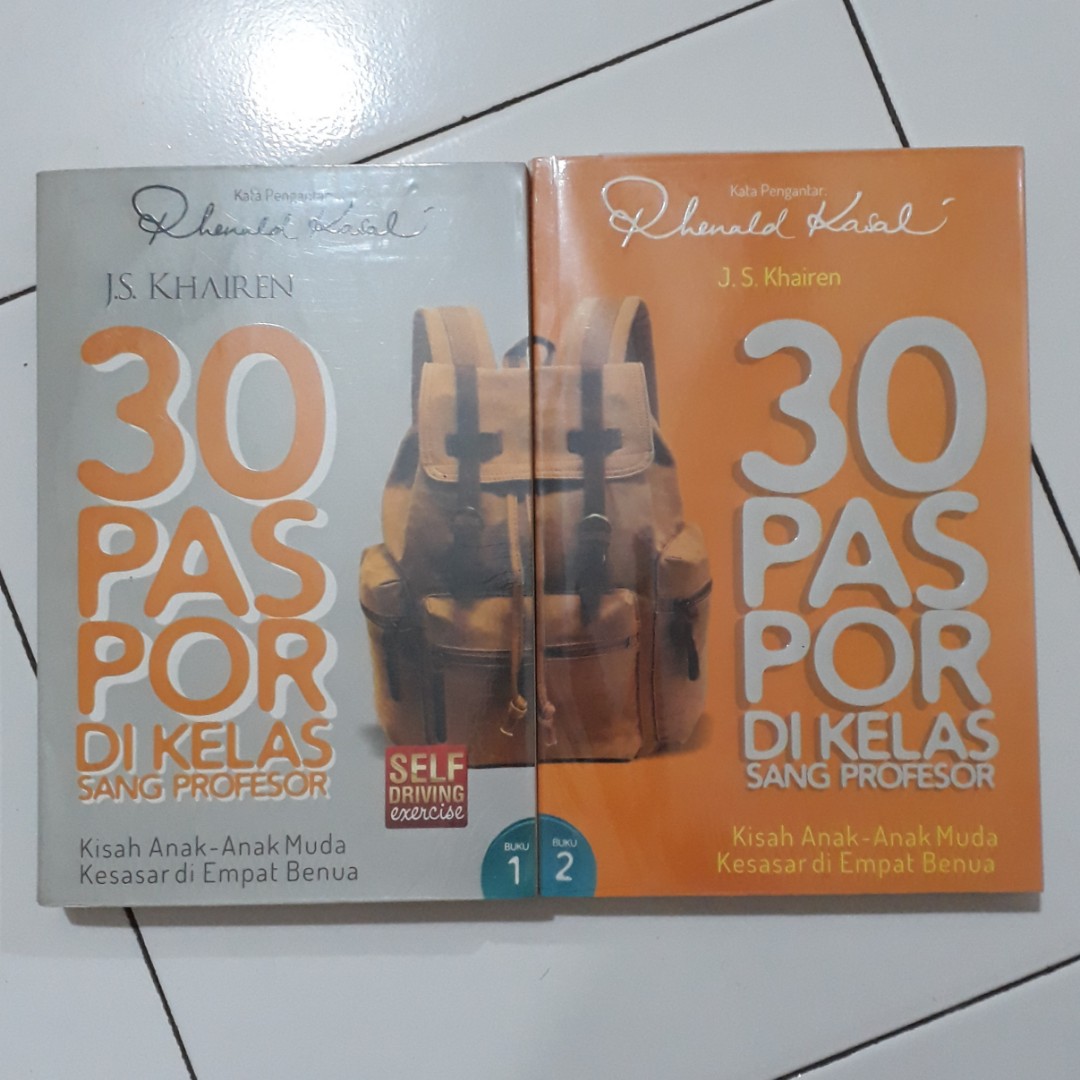 Kata Pengantar:
Rhenald Kasali
J.S. KHAIREN
30
PAS
POR
DI KELAS
SANG PROFESOR
SELF
DRIVING
exercise
Kisah Anak-Anak Muda
Kesasar di Empat Benua
BUKU
1
Kata Pengantar:
Rhenald Kasali
J. S. Khairen
30
PAS
POR
DI KELAS
SANG PROFESOR
Kisah Anak-Anak Muda
Kesasar di Empat Benua
BUKU
2